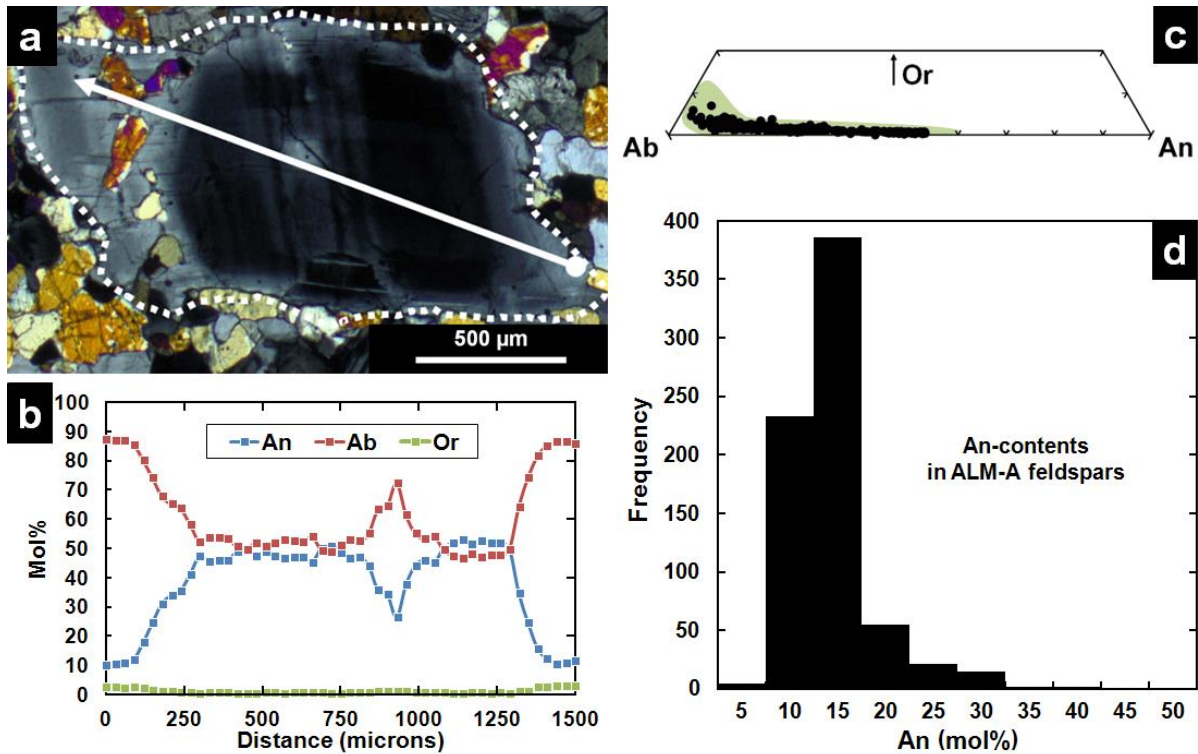 a
500 µm
c
Or
Ab
An
b
100
90
80
70
60
50
40
30
20
10
0
Mol%
An
Ab
Or
0
250
500
750
1000
1250
1500
Distance (microns)
d
400
350
300
250
200
150
100
50
0
Frequency
An-contents
in ALM-A feldspars
5
10
15
20
25
30
35
40
45
50
An (mol%)